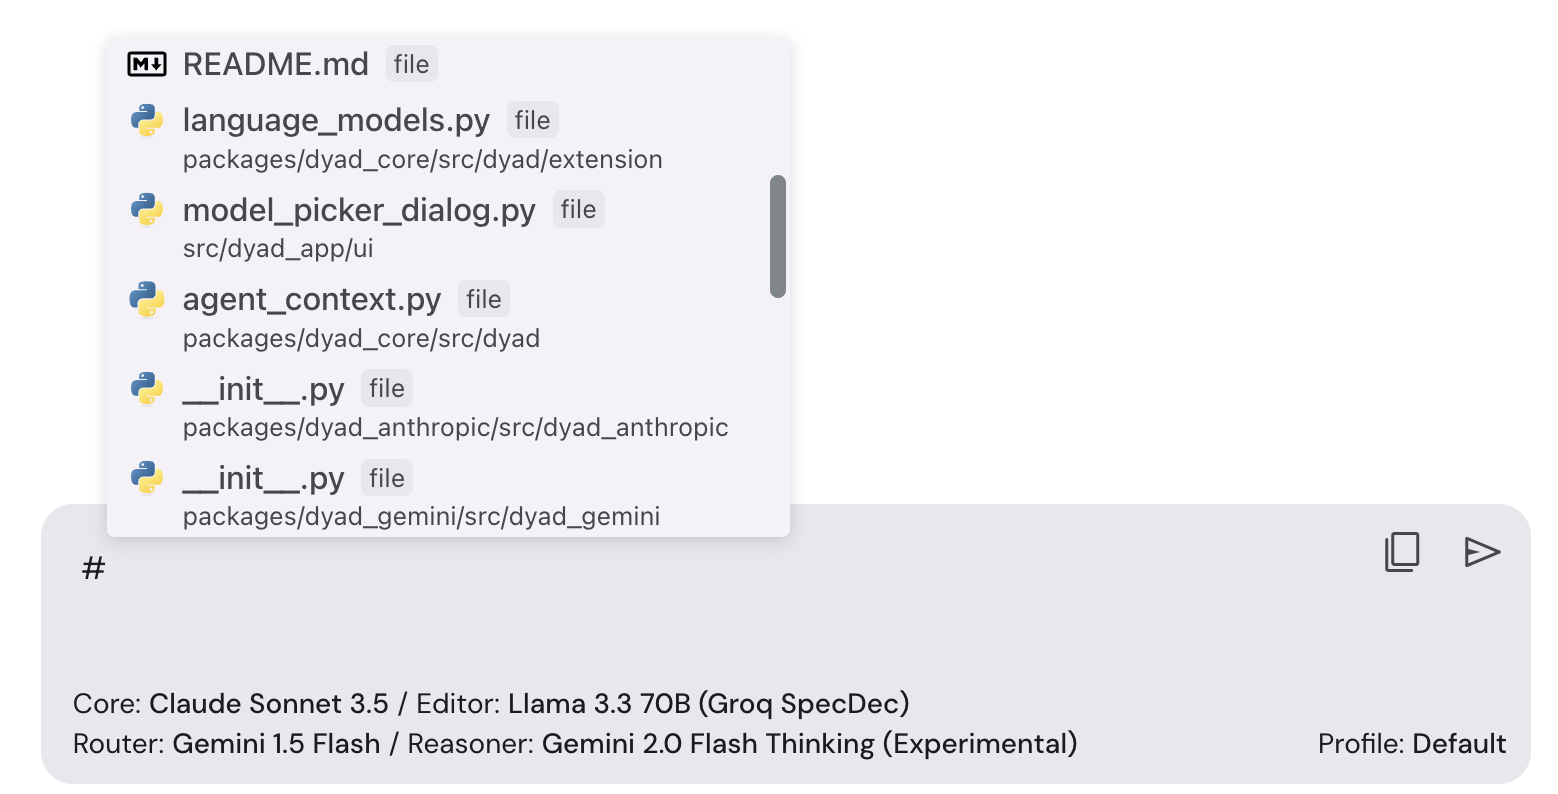 README.md file
language_models.py file
packages/dyad_core/src/dyad/extension
model_picker_dialog.py file
src/dyad_app/ui
agent_context.py file
packages/dyad_core/src/dyad
__init__.py file
packages/dyad_anthropic/src/dyad_anthropic
__init__.py file
packages/dyad_gemini/src/dyad_gemini
#
Core: Claude Sonnet 3.5 / Editor: Llama 3.3 70B (Groq SpecDec)
Router: Gemini 1.5 Flash / Reasoner: Gemini 2.0 Flash Thinking (Experimental) Profile: Default